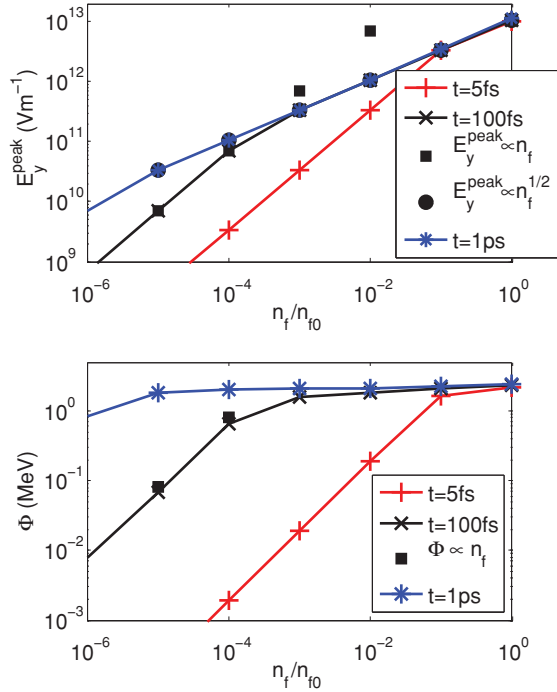 10^13
10^12
10^11
10^10
10^9
E_y^peak (Vm^−1)
t=5fs
t=100fs
E_y^peak∝n_f
E_y^peak∝n_f^1/2
t=1ps
10^−6 10^−4 10^−2 10^0
n_f/n_f0
10^0
10^−1
10^−2
10^−3
Φ (MeV)
t=5fs
t=100fs
Φ ∝ n_f
t=1ps
10^−6 10^−4 10^−2 10^0
n_f/n_f0